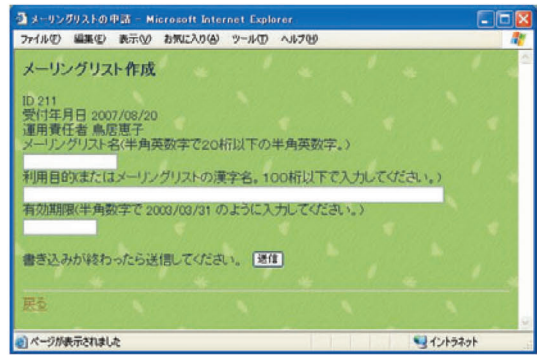 メーリングリストの申請 - Microsoft Internet Explorer
ファイル(F) 編集(E) 表示(V) お気に入り(A) ツール(T) ヘルプ(H)
メーリングリスト作成
ID 211
受付年月日 2007/08/20
運用責任者 鳥居恵子
メーリングリスト名(半角英数字で20桁以下の半角英数字。)
利用目的(またはメーリングリストの漢字名。100桁以下で入力してください。)
有効期限(半角数字で 2003/03/31 のように入力してください。)
書き込みが終わったら送信してください。 送信
戻る
ページが表示されました イントラネット